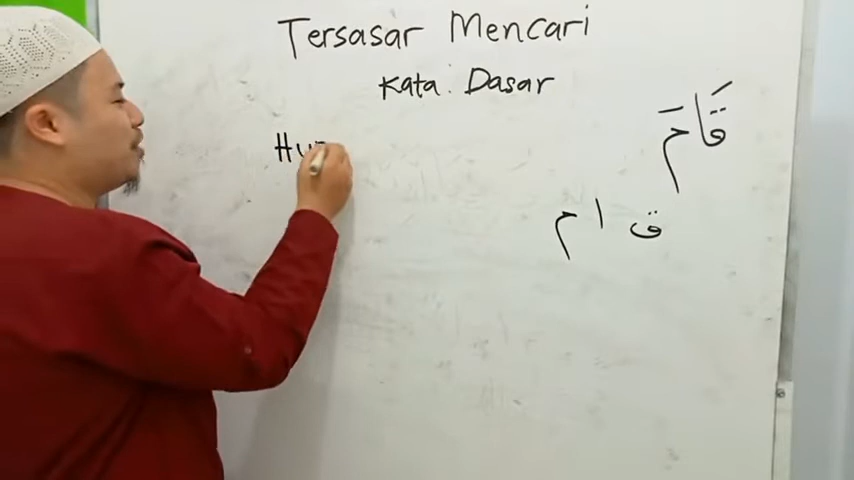 Tersasar Mencari
Kata Dasar
Hu
قَامَ
ق ا م